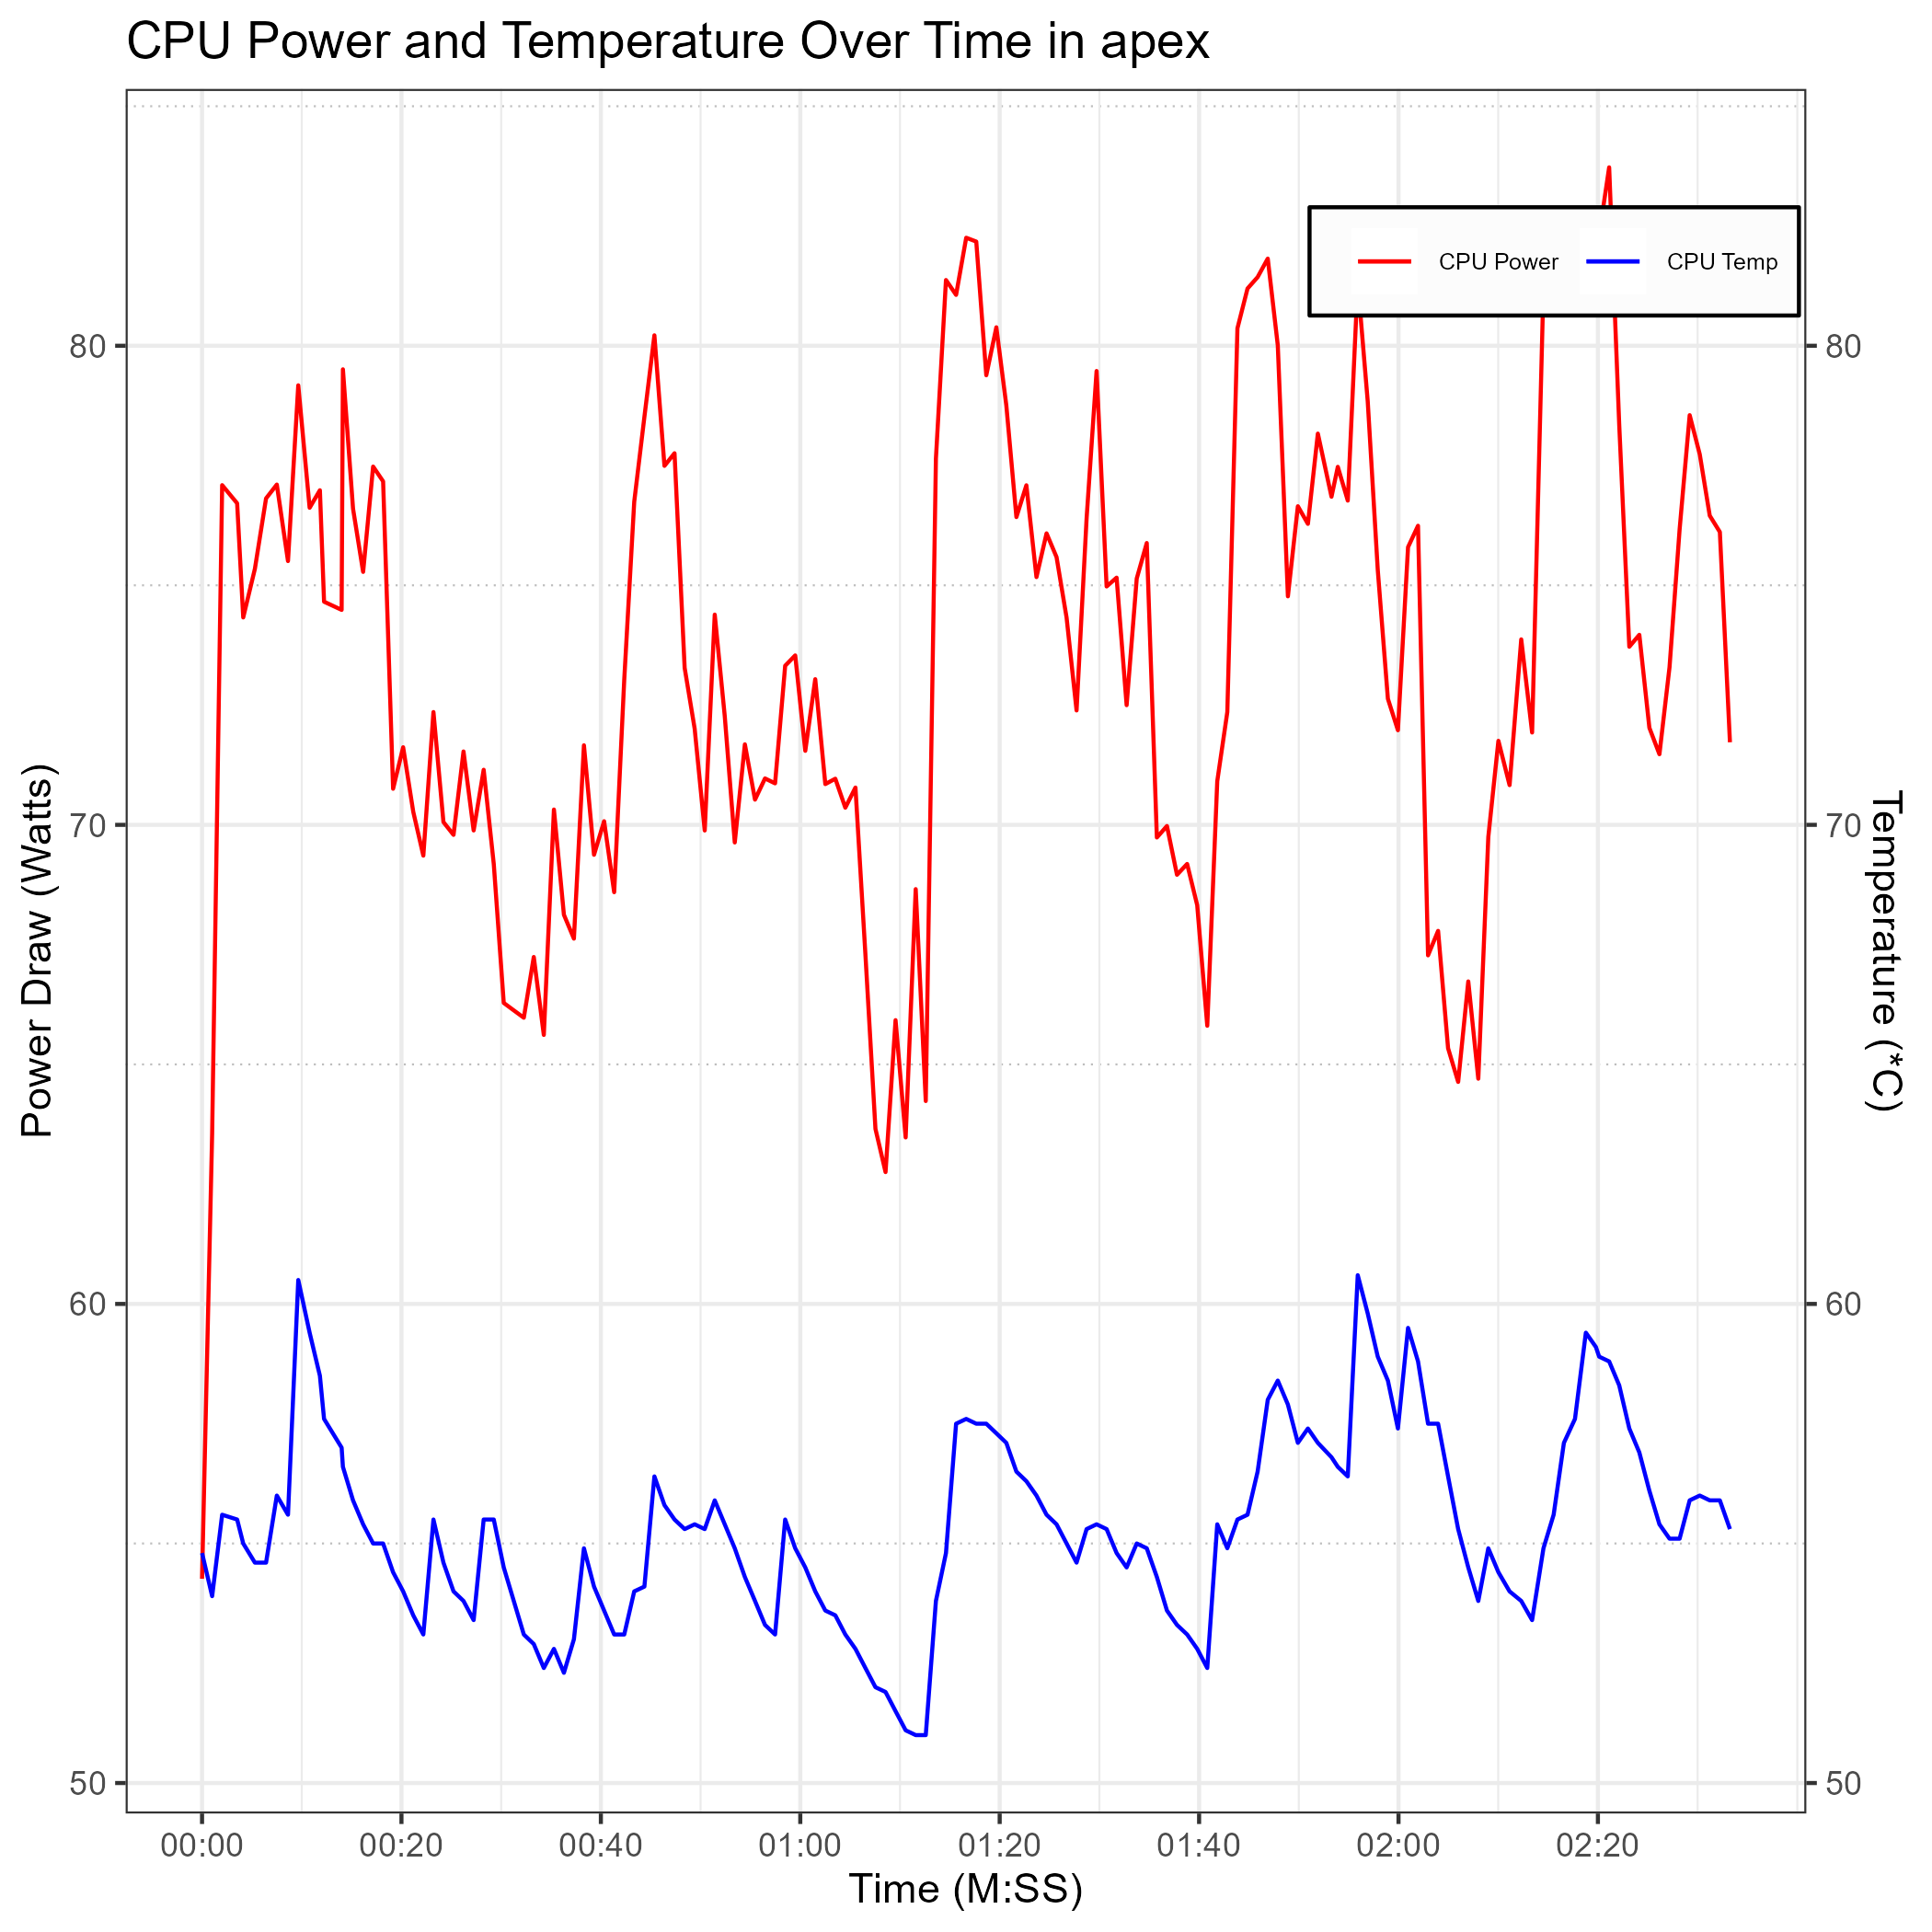 CPU Power and Temperature Over Time in apex
CPU Power
CPU Temp
80
70
60
50
80
70
60
50
Power Draw (Watts)
Temperature (*C)
00:00
00:20
00:40
01:00
01:20
01:40
02:00
02:20
Time (M:SS)